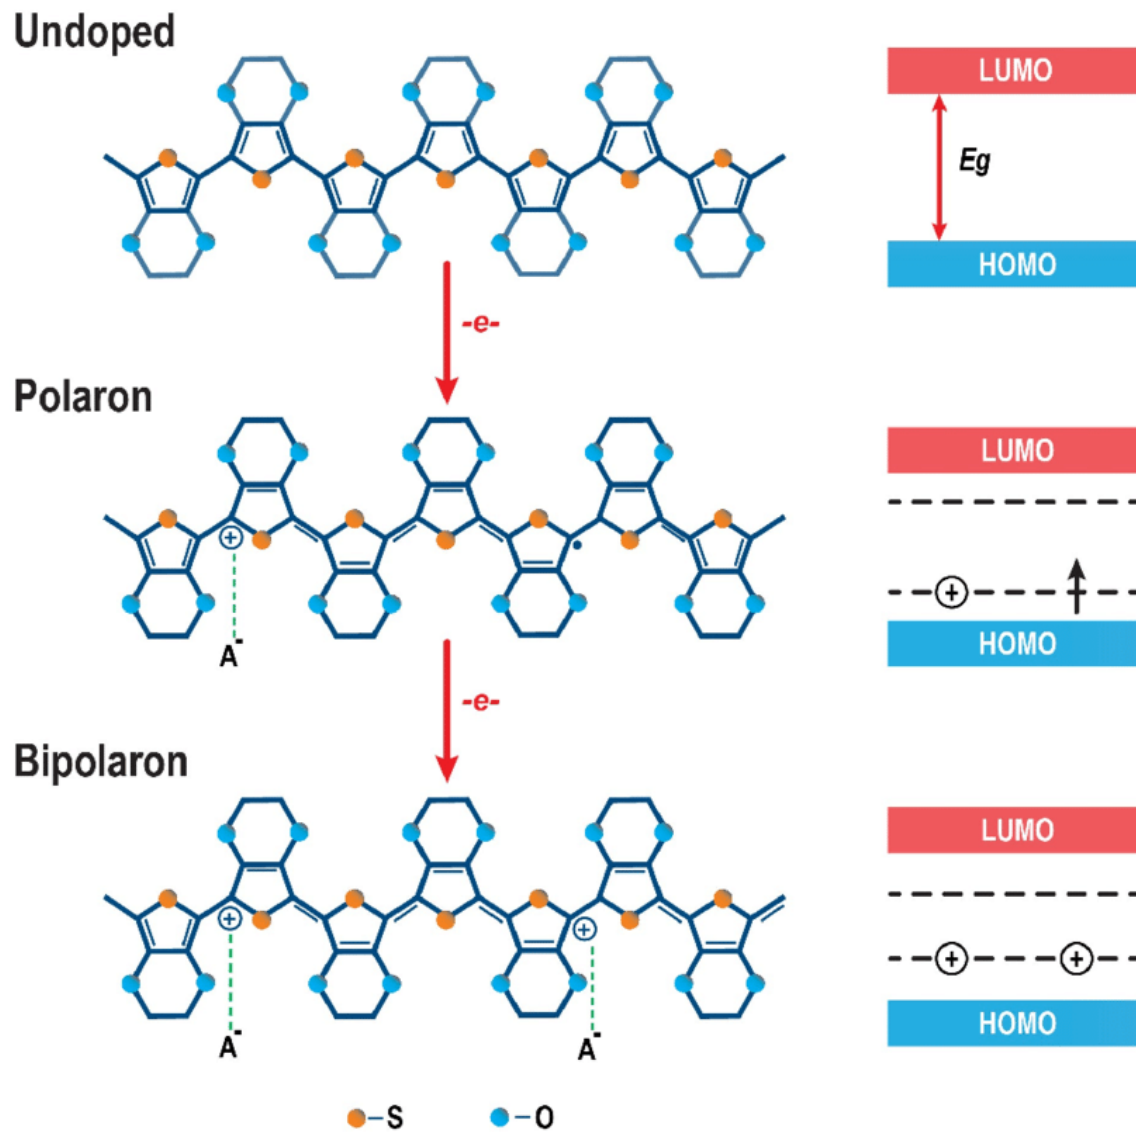 Undoped
LUMO
Eg
HOMO
-e-
Polaron
LUMO
+
+
HOMO
A-
-e-
Bipolaron
LUMO
+
+
+ +
HOMO
A-
A-
–S
–O